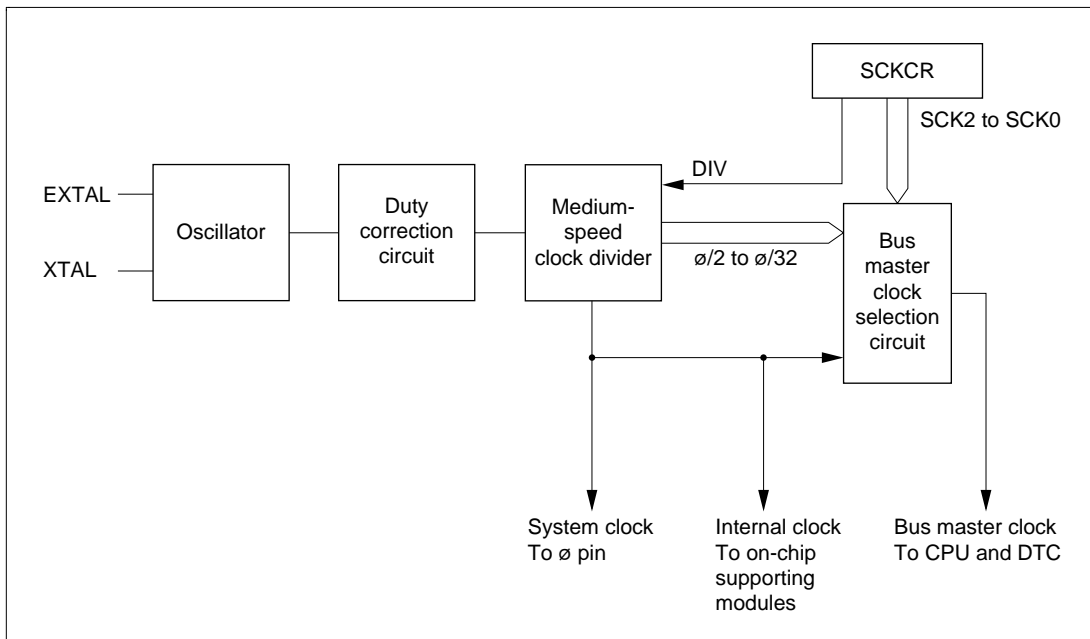 SCKCR
SCK2 to SCK0
DIV
EXTAL
XTAL
Oscillator
Duty
correction
circuit
Medium-
speed
clock divider
ø/2 to ø/32
Bus
master
clock
selection
circuit
System clock
To ø pin
Internal clock
To on-chip
supporting
modules
Bus master clock
To CPU and DTC